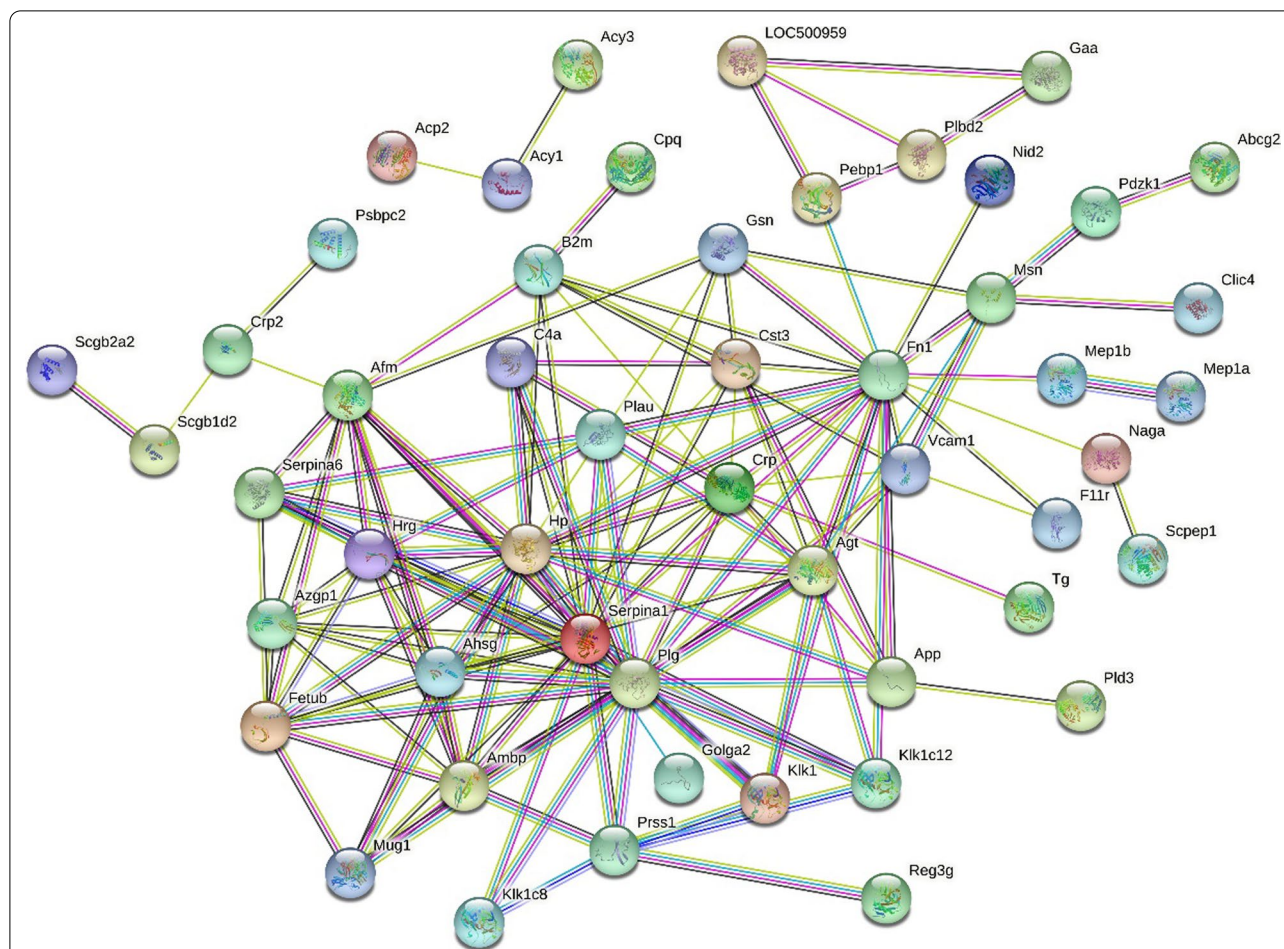 Acy3
LOC500959
Gaa
Acp2
Acy1
Cpq
Plbd2
Pebp1
Nid2
Abcg2
Pdzk1
Psbpc2
B2m
Gsn
Msn
Clic4
Crp2
Scgb2a2
Afm
C4a
Cst3
Fn1
Mep1b
Mep1a
Scgb1d2
Plau
Vcam1
Naga
Serpina6
Crp
F11r
Scpep1
Hrg
Hp
Agt
Tg
Azgp1
Serpina1
Ahsg
Plg
App
Pld3
Fetub
Ambp
Golga2
Klk1
Klk1c12
Prss1
Mug1
Klk1c8
Reg3g